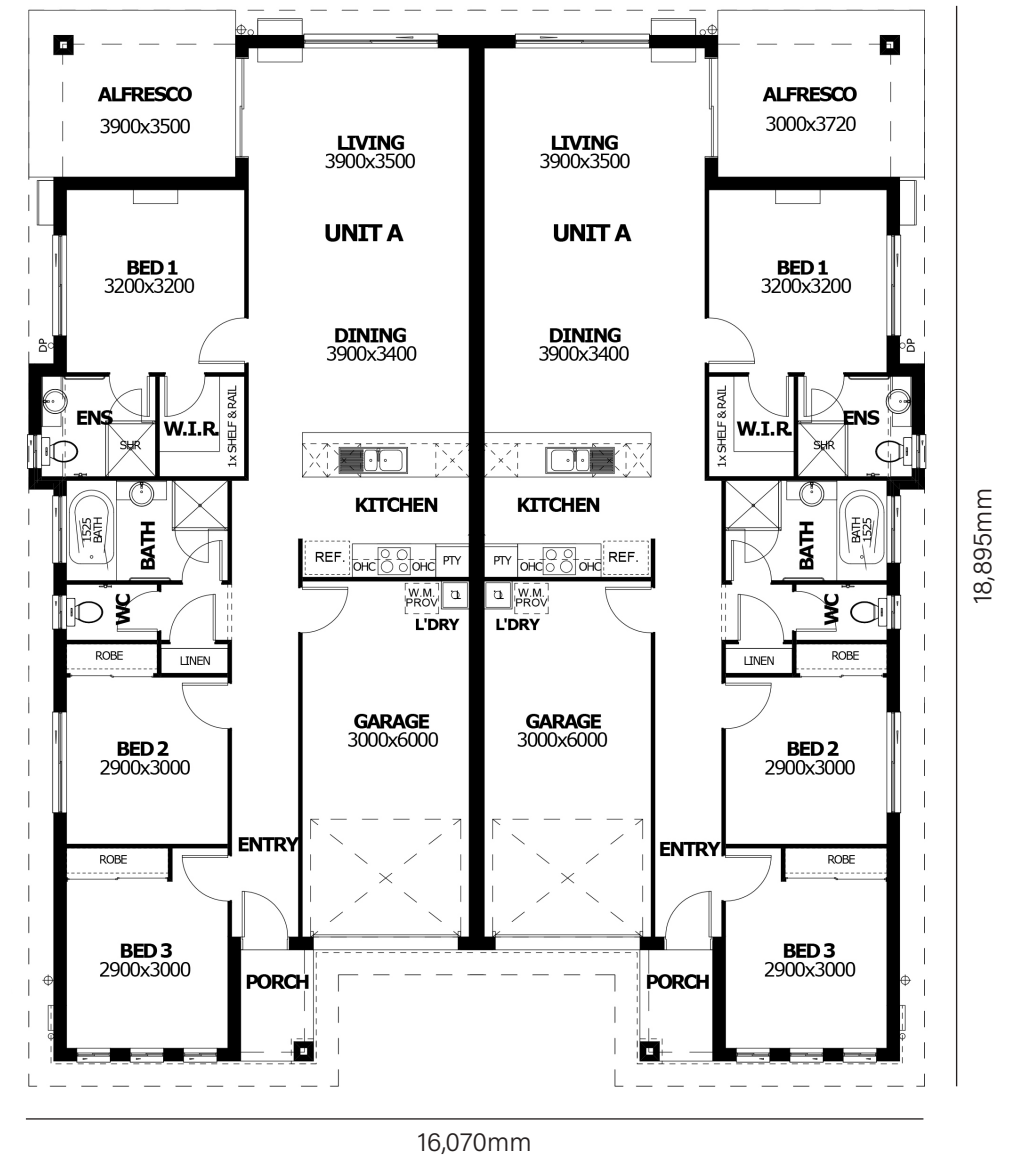 ALFRESCO
3900x3500
LIVING
3900x3500
LIVING
3900x3500
ALFRESCO
3000x3720
UNIT A
UNIT A
BED 1
3200x3200
BED 1
3200x3200
DINING
3900x3400
DINING
3900x3400
DP
DP
ENS
SHR
W.I.R.
1x SHELF & RAIL
1x SHELF & RAIL
W.I.R.
ENS
SHR
KITCHEN
KITCHEN
1525
BATH
BATH
BATH
1525
BATH
REF.
OHC
OHC
PTY
PTY
OHC
OHC
REF.
WC
W.M.
PROV
L'DRY
W.M.
PROV
L'DRY
WC
ROBE
LINEN
LINEN
ROBE
GARAGE
3000x6000
GARAGE
3000x6000
BED 2
2900x3000
BED 2
2900x3000
ENTRY
ENTRY
ROBE
ROBE
BED 3
2900x3000
BED 3
2900x3000
PORCH
PORCH
18,895mm
16,070mm